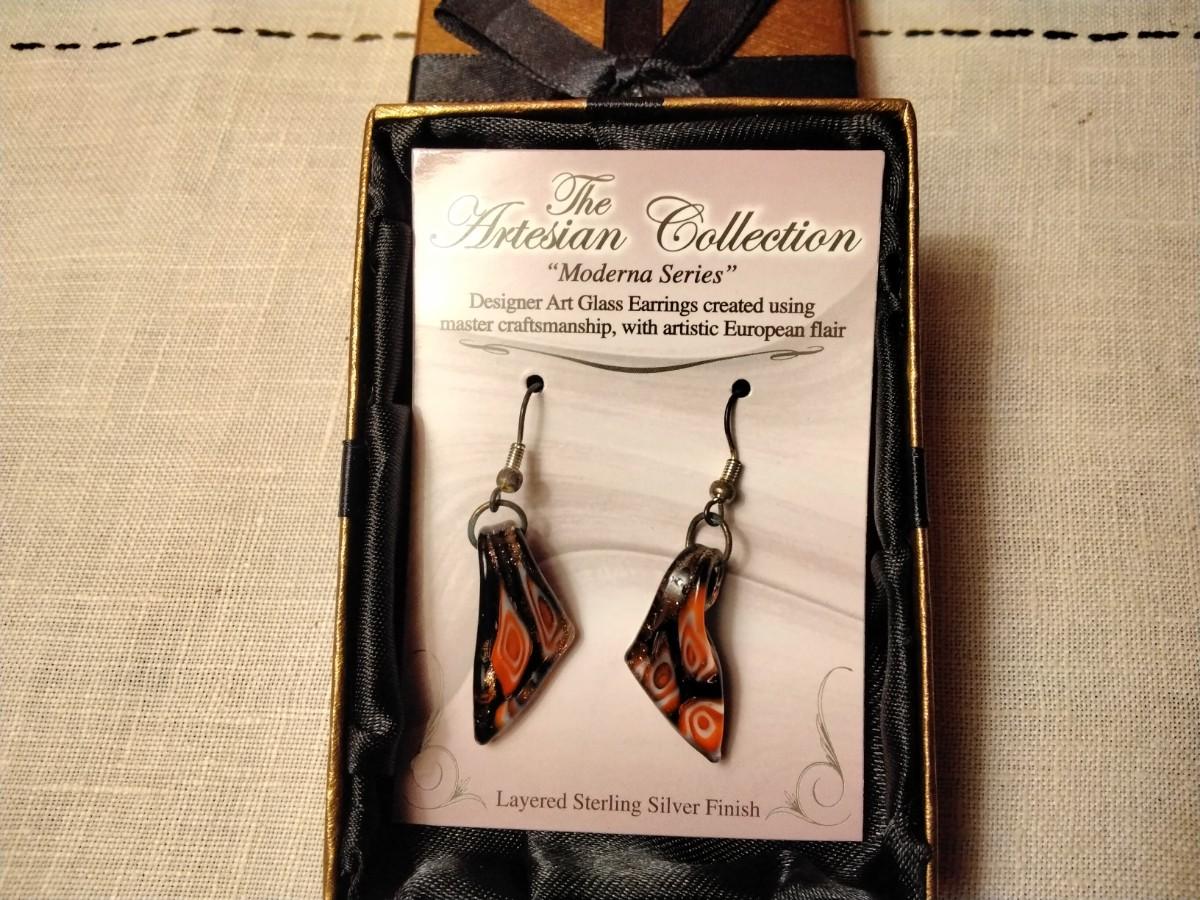 The
Artesian Collection
“Moderna Series”
Designer Art Glass Earrings created using
master craftsmanship, with artistic European flair
Layered Sterling Silver Finish